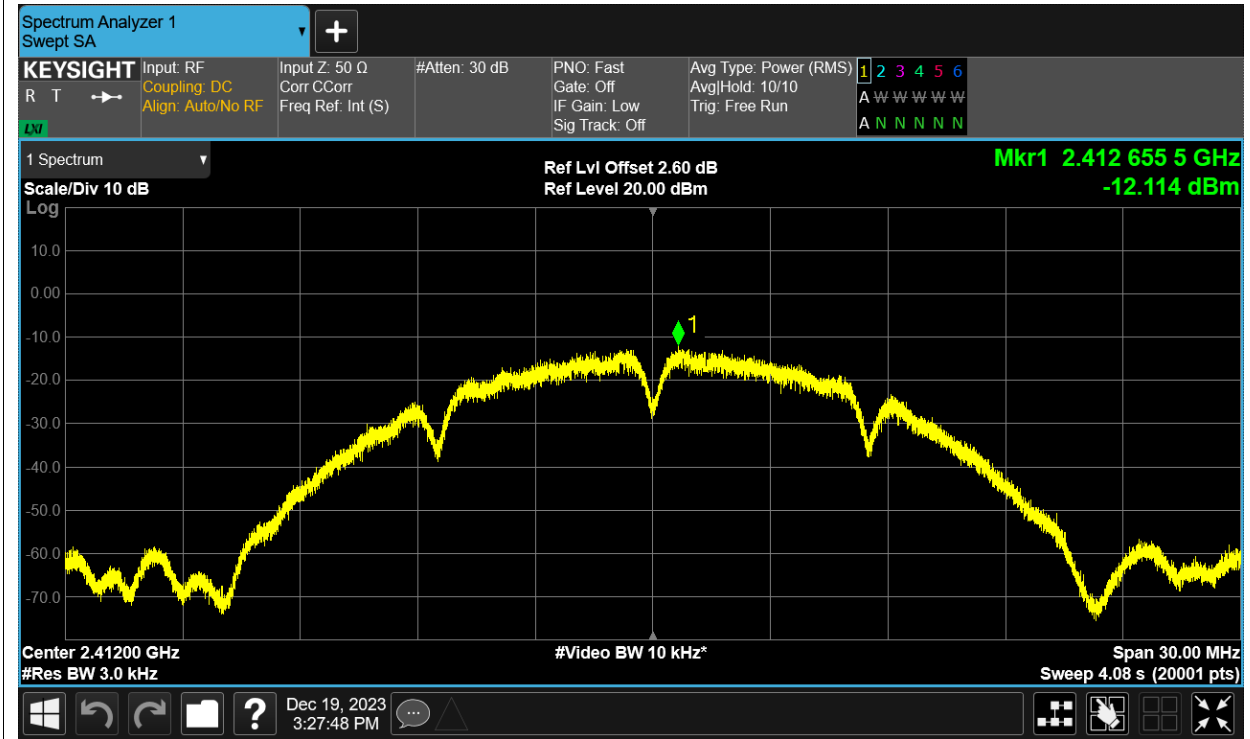 Spectrum Analyzer 1
Swept SA
KEYSIGHT
R T
LXI
Input: RF
Coupling: DC
Align: Auto/No RF
Input Z: 50 Ω
Corr CCorr
Freq Ref: Int (S)
#Atten: 30 dB
PNO: Fast
Gate: Off
IF Gain: Low
Sig Track: Off
Avg Type: Power (RMS)
Avg|Hold: 10/10
Trig: Free Run
1 2 3 4 5 6
A W W W W W
A N N N N N
1 Spectrum
Scale/Div 10 dB
Log
Ref Lvl Offset 2.60 dB
Ref Level 20.00 dBm
Mkr1 2.412 655 5 GHz
-12.114 dBm
10.0
0.00
-10.0
-20.0
-30.0
-40.0
-50.0
-60.0
-70.0
1
Center 2.41200 GHz
#Res BW 3.0 kHz
#Video BW 10 kHz*
Span 30.00 MHz
Sweep 4.08 s (20001 pts)
?
Dec 19, 2023
3:27:48 PM